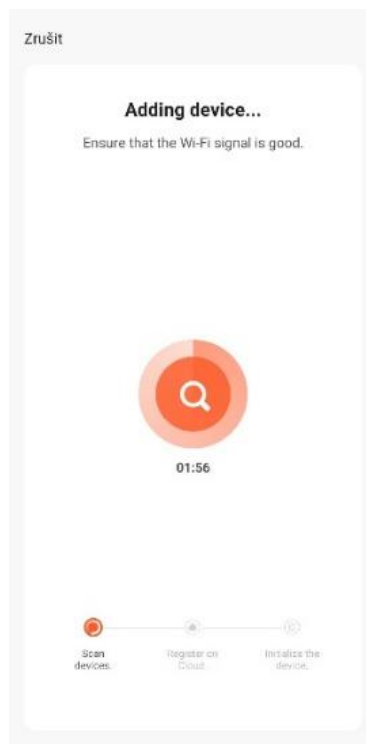 Zrušit
Adding device...
Ensure that the Wi-Fi signal is good.
01:56
Scan
devices.
Register on
Cloud.
Initialize the
device.